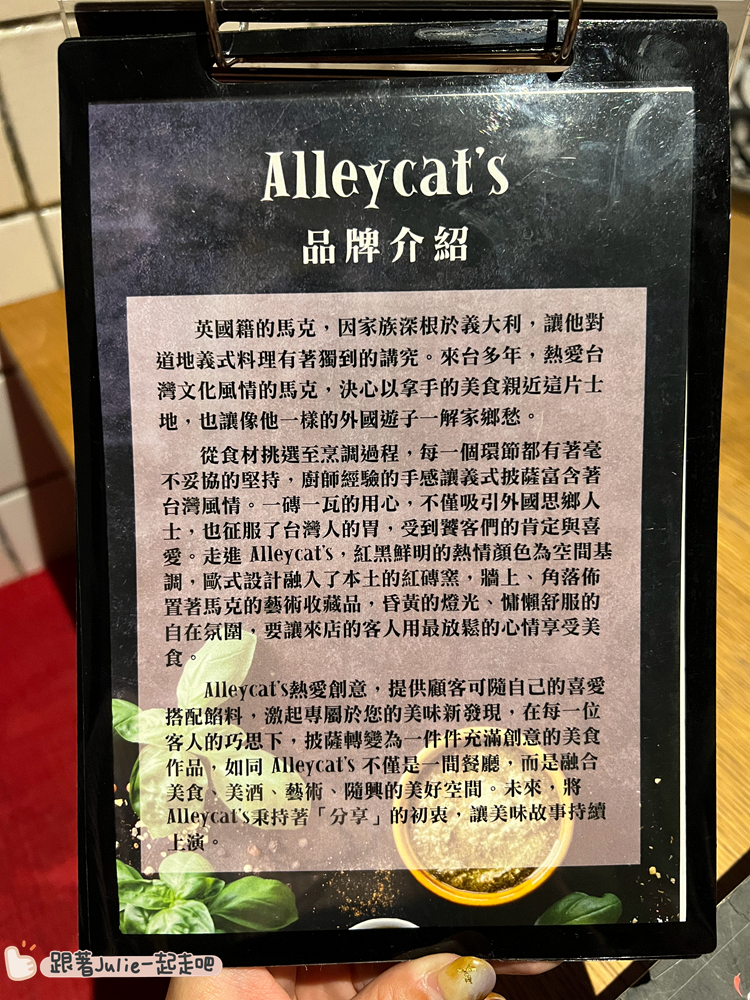 Alleycat's
品牌介紹
英國籍的馬克，因家族深根於義大利，讓他對
道地義式料理有著獨到的講究。來台多年，熱愛台
灣文化風情的馬克，決心以拿手的美食親近這片土
地，也讓像他一樣的外國遊子一解家鄉愁。
從食材挑選至烹調過程，每一個環節都有著毫
不妥協的堅持，廚師經驗的手感讓義式披薩富含著
台灣風情。一磚一瓦的用心，不僅吸引外國思鄉人
士，也征服了台灣人的胃，受到饕客們的肯定與喜
愛。走進 Alleycat's，紅黑鮮明的熱情顏色為空間基
調，歐式設計融入了本土的紅磚窯，牆上、角落佈
置著馬克的藝術收藏品，昏黃的燈光、慵懶舒服的
自在氛圍，要讓來店的客人用最放鬆的心情享受美
食。
Alleycat's熱愛創意，提供顧客可隨自己的喜愛
搭配餡料，激起專屬於您的美味新發現，在每一位
客人的巧思下，披薩轉變為一件件充滿創意的美食
作品，如同 Alleycat's 不僅是一間餐廳，而是融合
美食、美酒、藝術、隨興的美好空間。未來，將
Alleycat's秉持著「分享」的初衷，讓美味故事持續
上演。
跟著Julie一起走吧